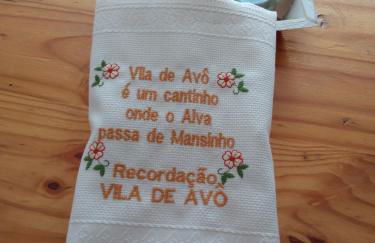 Vila de Avô
é um cantinho
onde o Alva
passa de Mansinho
Recordação
VILA DE AVÔ